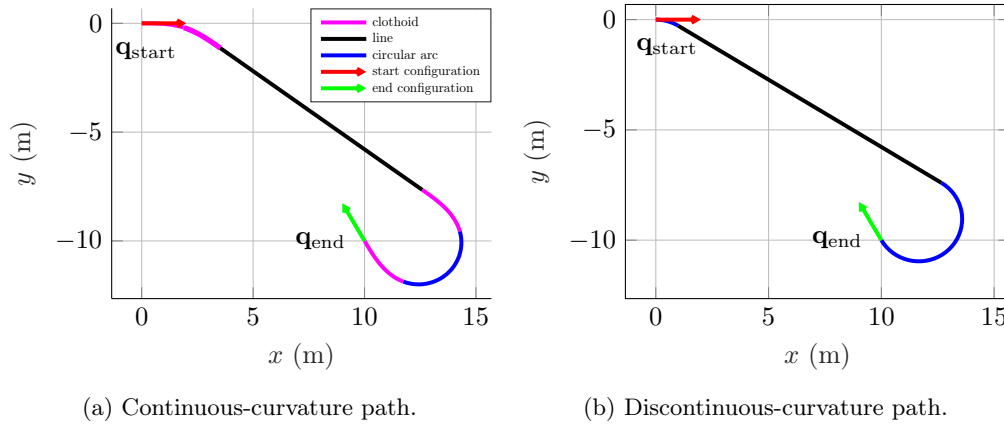 0
−5
−10
y (m)
0
5
10
15
x (m)
q_start
q_end
clothoid
line
circular arc
start configuration
end configuration
(a) Continuous-curvature path.
0
−5
−10
y (m)
0
5
10
15
x (m)
q_start
q_end
(b) Discontinuous-curvature path.